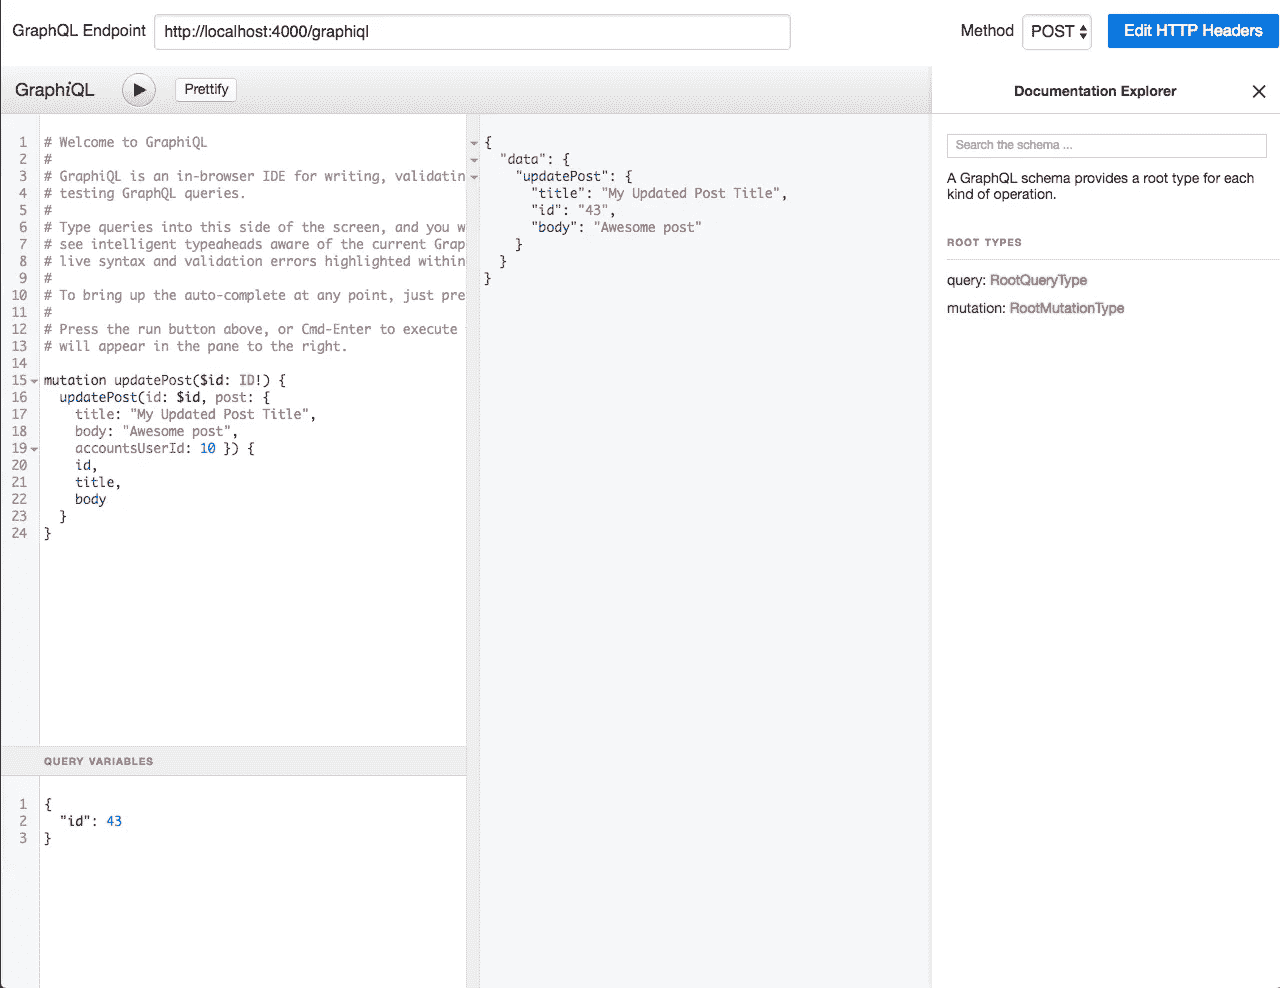 GraphQL Endpoint http://localhost:4000/graphiql Method POST Edit HTTP Headers
GraphiQL Prettify
1 # Welcome to GraphiQL
2 #
3 # GraphiQL is an in-browser IDE for writing, validatin
4 # testing GraphQL queries.
5 #
6 # Type queries into this side of the screen, and you w
7 # see intelligent typeaheads aware of the current Grap
8 # live syntax and validation errors highlighted within
9 #
10 # To bring up the auto-complete at any point, just pre
11 #
12 # Press the run button above, or Cmd-Enter to execute
13 # will appear in the pane to the right.
14
15 mutation updatePost($id: ID!) {
16 updatePost(id: $id, post: {
17 title: "My Updated Post Title",
18 body: "Awesome post",
19 accountsUserId: 10 }) {
20 id,
21 title,
22 body
23 }
24 }
QUERY VARIABLES
1 {
2 "id": 43
3 }
{
"data": {
"updatePost": {
"title": "My Updated Post Title",
"id": "43",
"body": "Awesome post"
}
}
}
Documentation Explorer
Search the schema ...
A GraphQL schema provides a root type for each
kind of operation.
ROOT TYPES
query: RootQueryType
mutation: RootMutationType